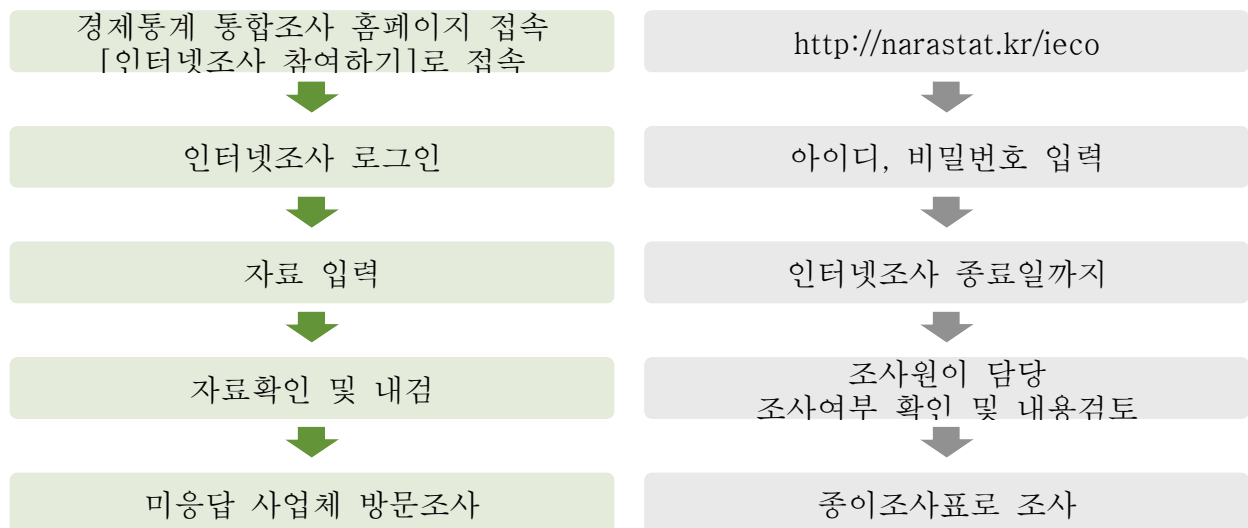 경제통계 통합조사 홈페이지 접속
[인터넷조사 참여하기]로 접속
http://narastat.kr/ieco
인터넷조사 로그인
아이디, 비밀번호 입력
자료 입력
인터넷조사 종료일까지
자료확인 및 내검
조사원이 담당
조사여부 확인 및 내용검토
미응답 사업체 방문조사
종이조사표로 조사